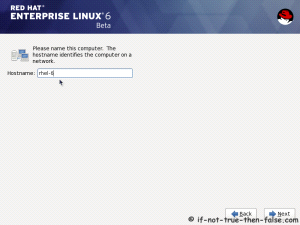 RED HAT
ENTERPRISE LINUX 6
Beta
Please name this computer. The
hostname identifies the computer on a
network.
Hostname: rhel-6
Back Next
© if-not-true-then-false.com